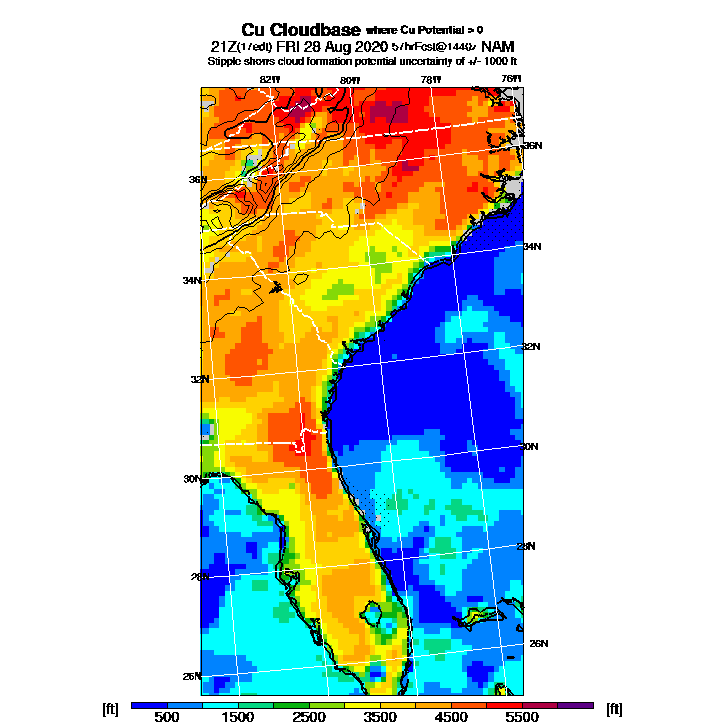 Cu Cloudbase where Cu Potential > 0
21Z(17edt) FRI 28 Aug 2020 57hrFcst@1440z NAM
Stipple shows cloud formation potential uncertainty of +/- 1000 ft
82W 80W 78W 76W
36N
36N
34N
34N
32N
32N
30N
30N
28N
28N
26N
26N
[ft] 500 1500 2500 3500 4500 5500 [ft]